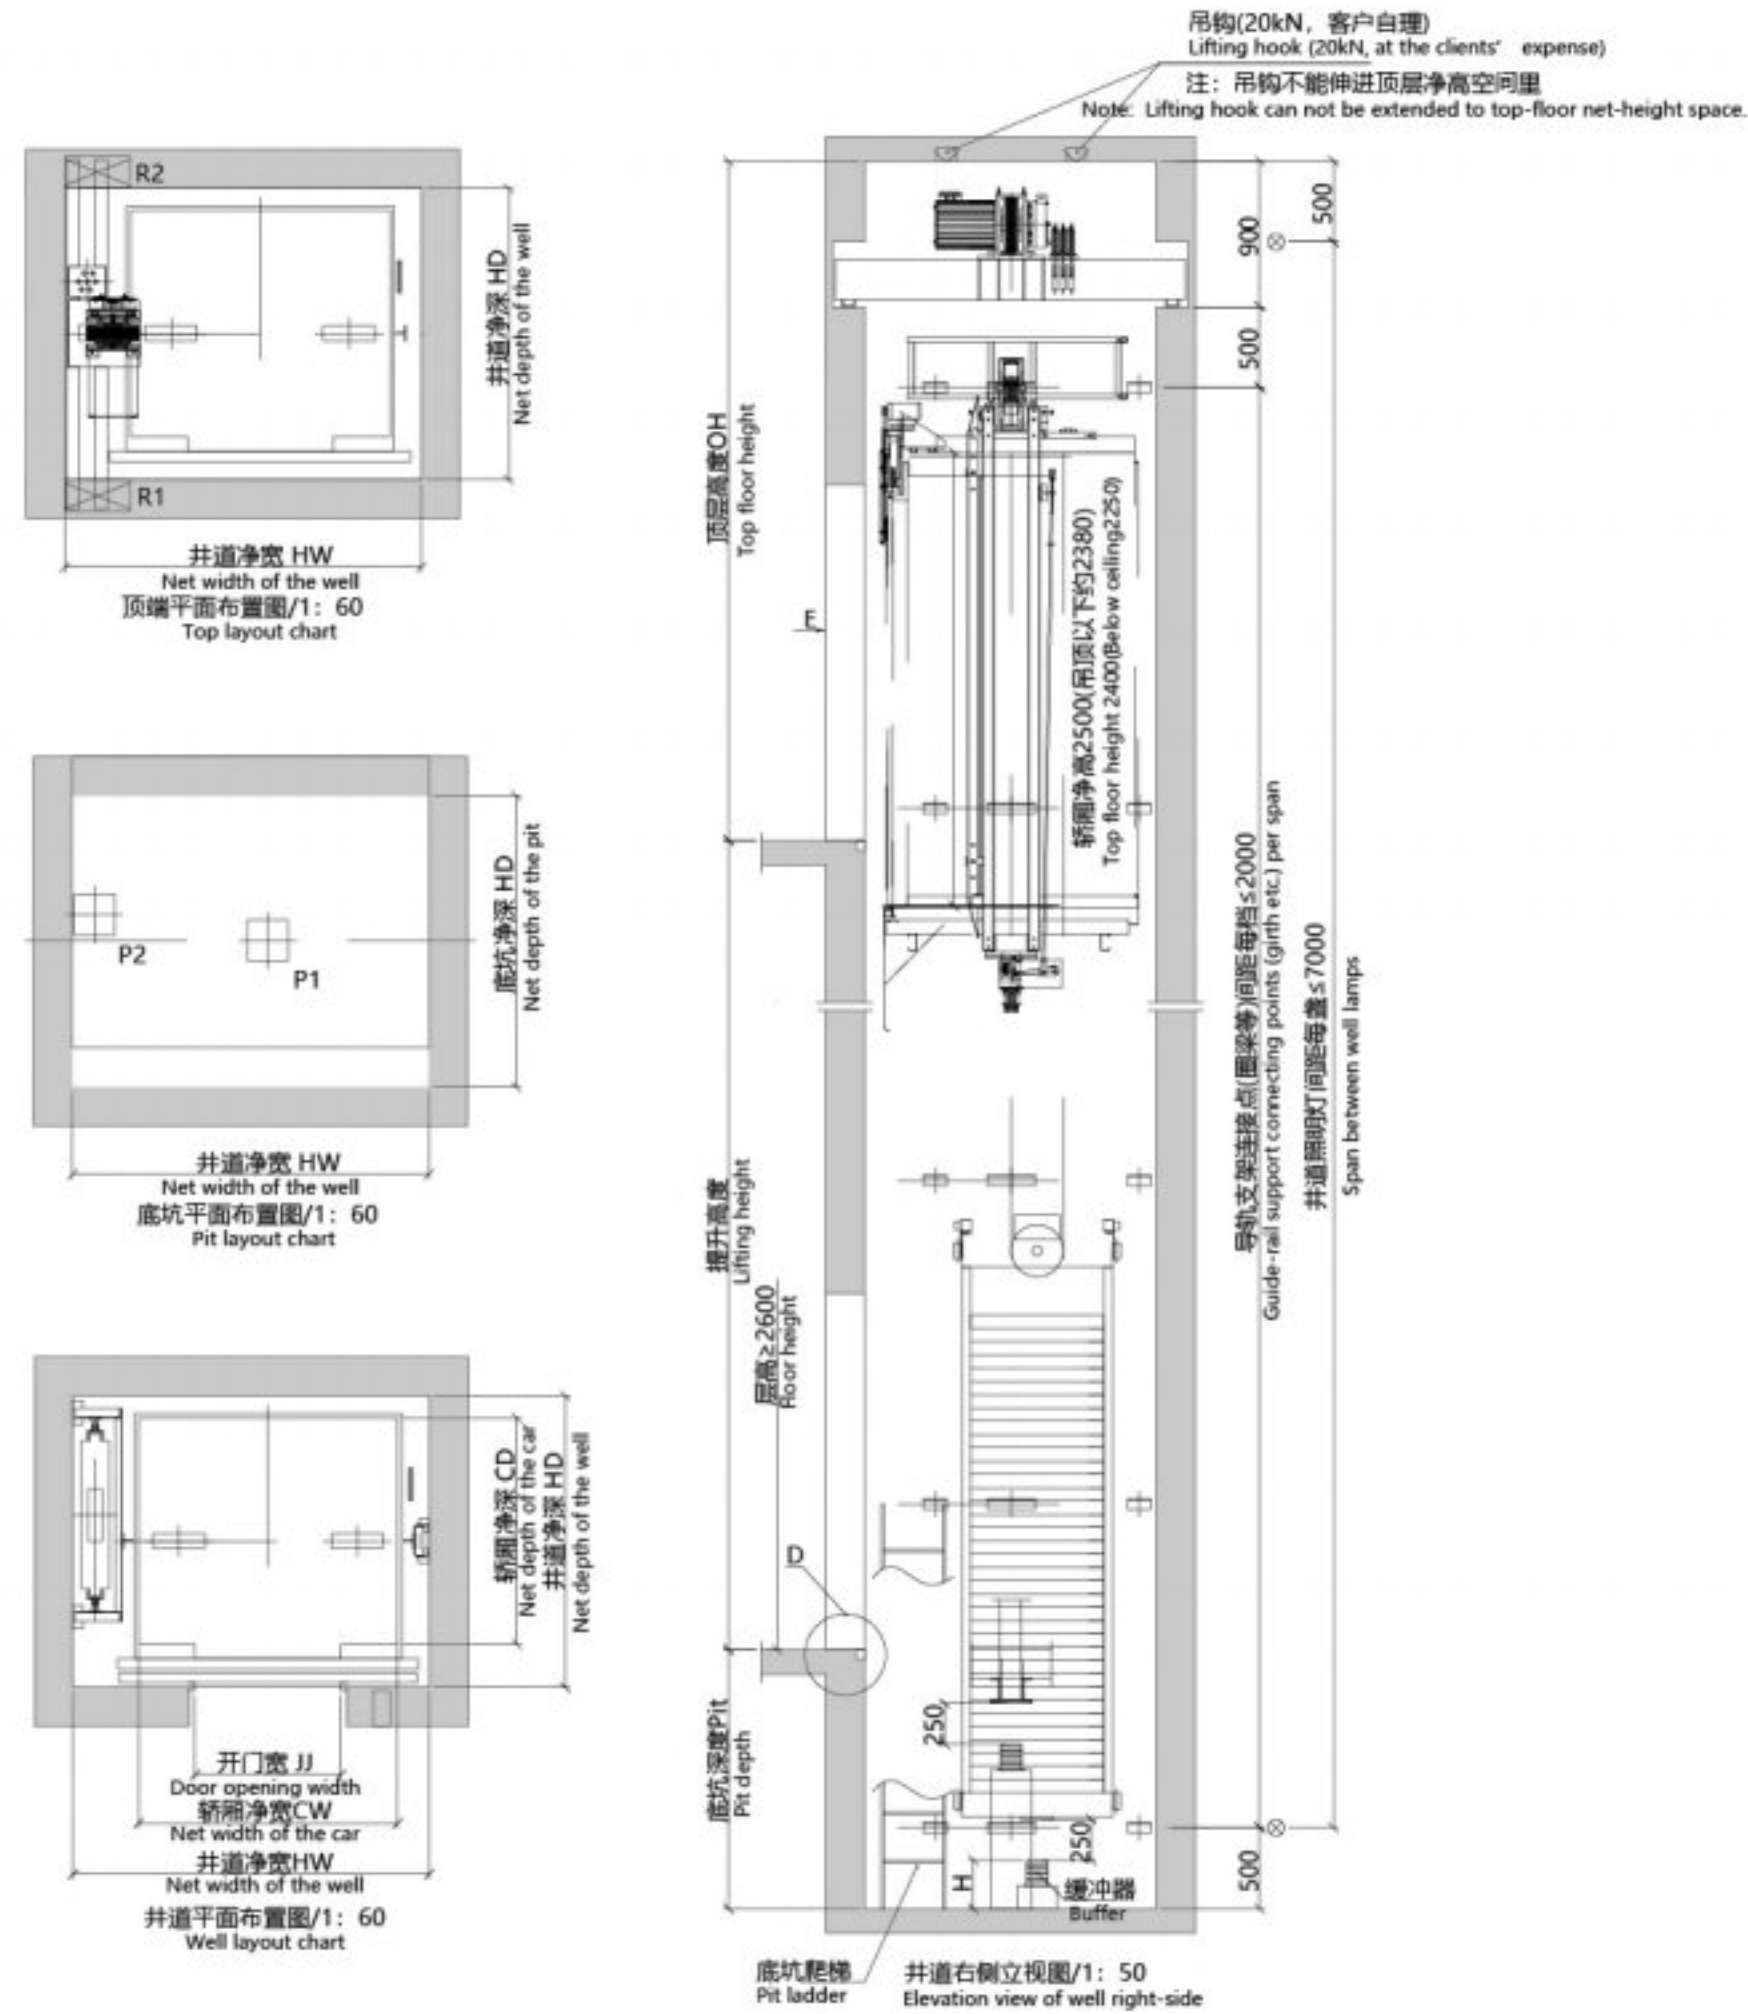 吊钩(20kN，客户自理)
Lifting hook (20kN, at the clients' expense)
注：吊钩不能伸进顶层净高空间里
Note: Lifting hook can not be extended to top-floor net-height space.
R2
井道净深 HD
Net depth of the well
R1
井道净宽 HW
Net width of the well
顶端平面布置图/1：60
Top layout chart
P2
P1
底坑净深 HD
Net depth of the pit
井道净宽 HW
Net width of the well
底坑平面布置图/1：60
Pit layout chart
轿厢净深 CD
Net depth of the car
井道净深 HD
Net depth of the well
开门宽 JJ
Door opening width
轿厢净宽CW
Net width of the car
井道净宽HW
Net width of the well
井道平面布置图/1：60
Well layout chart
顶层高度OH
Top floor height
E
提升高度
Lifting height
层高≥2600
Floor height
D
底坑深度Pit
Pit depth
轿厢净高2500(吊顶以下约2380)
Top floor height 2400(Below ceiling2250)
900
500
500
导轨支架连接点(圈梁等)间距每档≤2000
Guide-rail support connecting points (girth etc.) per span
井道照明灯间距每盏≤7000
Span between well lamps
250
250
H
500
缓冲器
Buffer
底坑爬梯
Pit ladder
井道右侧立视图/1：50
Elevation view of well right-side